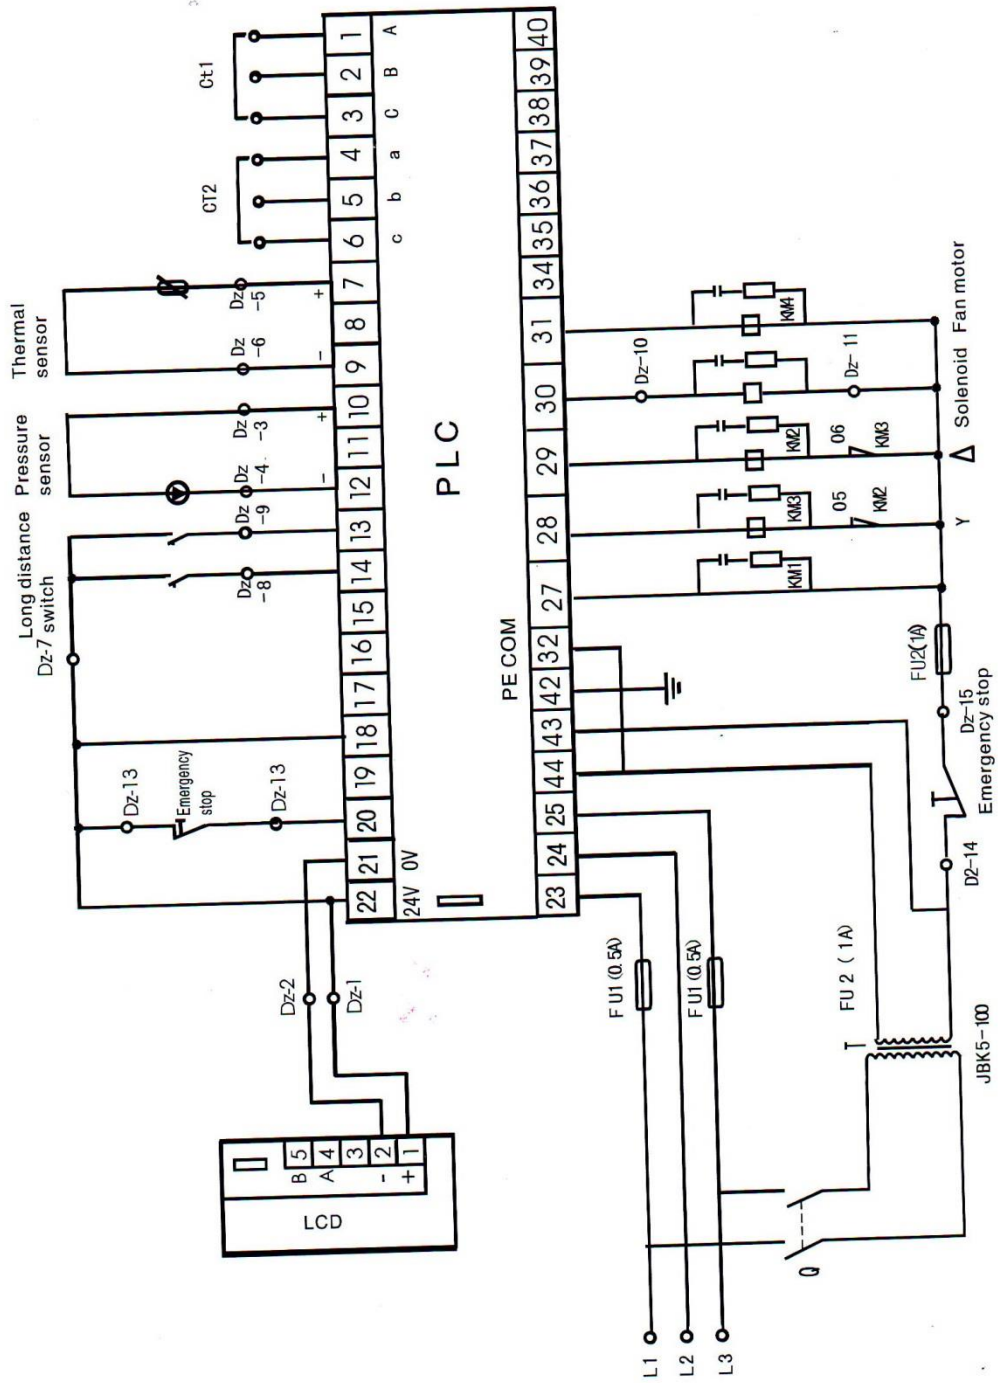 Ct1
CT2
Thermal
sensor
Pressure
sensor
Long distance
Dz-7 switch
Dz
-5
Dz
-6
Dz
-3
Dz
-4
Dz
-9
Dz
-8
+
-
+
-
Dz-13
Emergency
stop
Dz-13
Dz-2
Dz-1
1 2 3 4 5 6 7 8 9 10 11 12 13 14 15 16 17 18 19 20 21 22
A B C a b c
0V
24V
PLC
PE COM
23 24 25 44 43 42 32 27 28 29 30 31 34 35 36 37 38 39 40
LCD
B 5
A 4
3
- 2
+ 1
FU1(0.5A)
FU1(0.5A)
FU2 (1A)
T
JBK5-100
Q
L1
L2
L3
D2-14
Emergency stop
Dz-15
FU2(1A)
KM1
KM3
05
KM2
Y
KM2
06
KM3
Δ
Dz-10
Dz-11
Solenoid
KM4
Fan motor